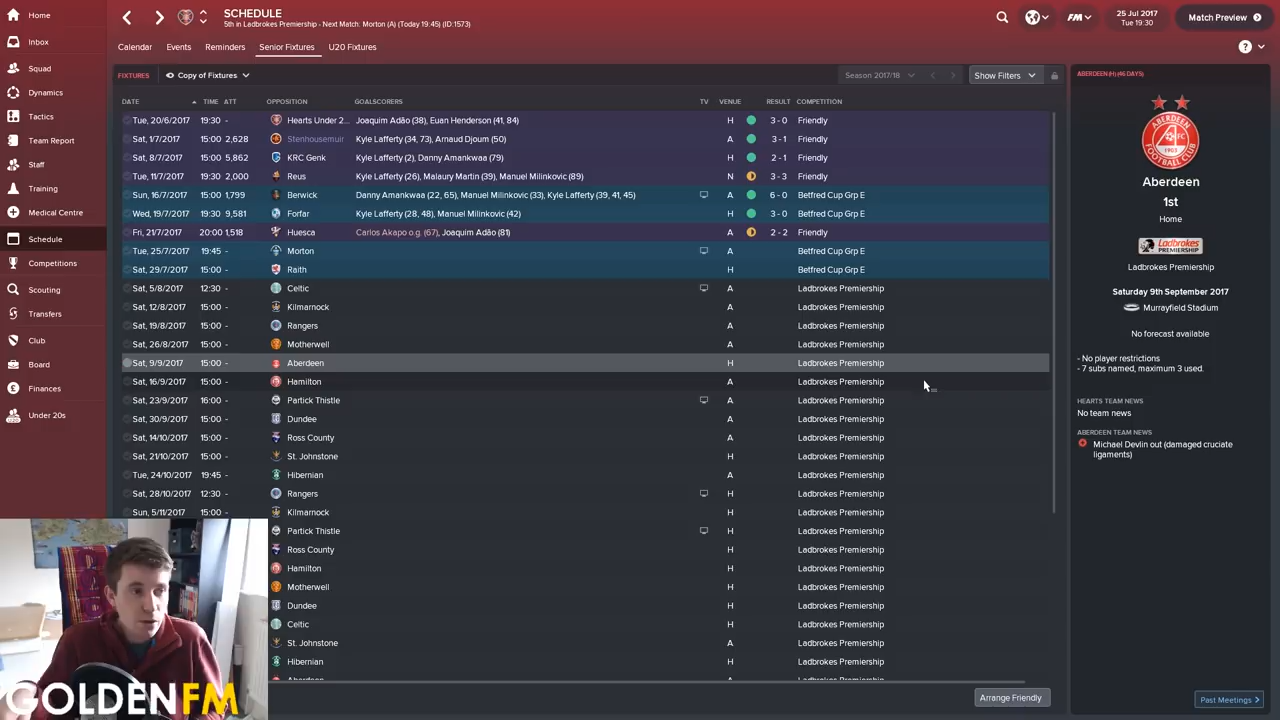 Home
Inbox
Squad
Dynamics
Tactics
Team Report
Staff
Training
Medical Centre
Schedule
Competitions
Scouting
Transfers
Club
Board
Finances
Under 20s
SCHEDULE
5th in Ladbrokes Premiership - Next Match: Morton (A) (Today 19:45) (ID:1573)
FM
25 Jul 2017
Tue 19:30
Match Preview
Calendar Events Reminders Senior Fixtures U20 Fixtures
?
FIXTURES Copy of Fixtures Season 2017/18 Show Filters
DATE TIME ATT OPPOSITION GOALSCORERS TV VENUE RESULT COMPETITION
Tue, 20/6/2017 19:30 - Hearts Under 2... Joaquim Adão (38), Euan Henderson (41, 84) H 3 - 0 Friendly
Sat, 1/7/2017 15:00 2,628 Stenhousemuir Kyle Lafferty (34, 73), Arnaud Djoum (50) A 3 - 1 Friendly
Sat, 8/7/2017 15:00 5,862 KRC Genk Kyle Lafferty (2), Danny Amankwaa (79) H 2 - 1 Friendly
Tue, 11/7/2017 19:30 2,000 Reus Kyle Lafferty (26), Malaury Martin (39), Manuel Milinkovic (89) N 3 - 3 Friendly
Sun, 16/7/2017 15:00 1,799 Berwick Danny Amankwaa (22, 65), Manuel Milinkovic (33), Kyle Lafferty (39, 41, 45) A 6 - 0 Betfred Cup Grp E
Wed, 19/7/2017 19:30 9,581 Forfar Kyle Lafferty (28, 48), Manuel Milinkovic (42) H 3 - 0 Betfred Cup Grp E
Fri, 21/7/2017 20:00 1,518 Huesca Carlos Akapo o.g. (67), Joaquim Adão (81) A 2 - 2 Friendly
Tue, 25/7/2017 19:45 - Morton A Betfred Cup Grp E
Sat, 29/7/2017 15:00 - Raith H Betfred Cup Grp E
Sat, 5/8/2017 12:30 - Celtic A Ladbrokes Premiership
Sat, 12/8/2017 15:00 - Kilmarnock A Ladbrokes Premiership
Sat, 19/8/2017 15:00 - Rangers A Ladbrokes Premiership
Sat, 26/8/2017 15:00 - Motherwell A Ladbrokes Premiership
Sat, 9/9/2017 15:00 - Aberdeen H Ladbrokes Premiership
Sat, 16/9/2017 15:00 - Hamilton A Ladbrokes Premiership
Sat, 23/9/2017 16:00 - Partick Thistle A Ladbrokes Premiership
Sat, 30/9/2017 15:00 - Dundee A Ladbrokes Premiership
Sat, 14/10/2017 15:00 - Ross County A Ladbrokes Premiership
Sat, 21/10/2017 15:00 - St. Johnstone H Ladbrokes Premiership
Tue, 24/10/2017 19:45 - Hibernian A Ladbrokes Premiership
Sat, 28/10/2017 12:30 - Rangers H Ladbrokes Premiership
Sun, 5/11/2017 15:00 - Kilmarnock H Ladbrokes Premiership
Partick Thistle H Ladbrokes Premiership
Ross County H Ladbrokes Premiership
Hamilton H Ladbrokes Premiership
Motherwell H Ladbrokes Premiership
Dundee H Ladbrokes Premiership
Celtic H Ladbrokes Premiership
St. Johnstone A Ladbrokes Premiership
Hibernian H Ladbrokes Premiership
Aberdeen A Ladbrokes Premiership
Arrange Friendly
ABERDEEN (H) (46 DAYS)
ABERDEEN
FC
1903
FOOTBALL CLUB
Aberdeen
1st
Home
Ladbrokes
PREMIERSHIP
Ladbrokes Premiership
Saturday 9th September 2017
Murrayfield Stadium
No forecast available
- No player restrictions
- 7 subs named, maximum 3 used.
HEARTS TEAM NEWS
No team news
ABERDEEN TEAM NEWS
Michael Devlin out (damaged cruciate
ligaments)
Past Meetings
GOLDENFM